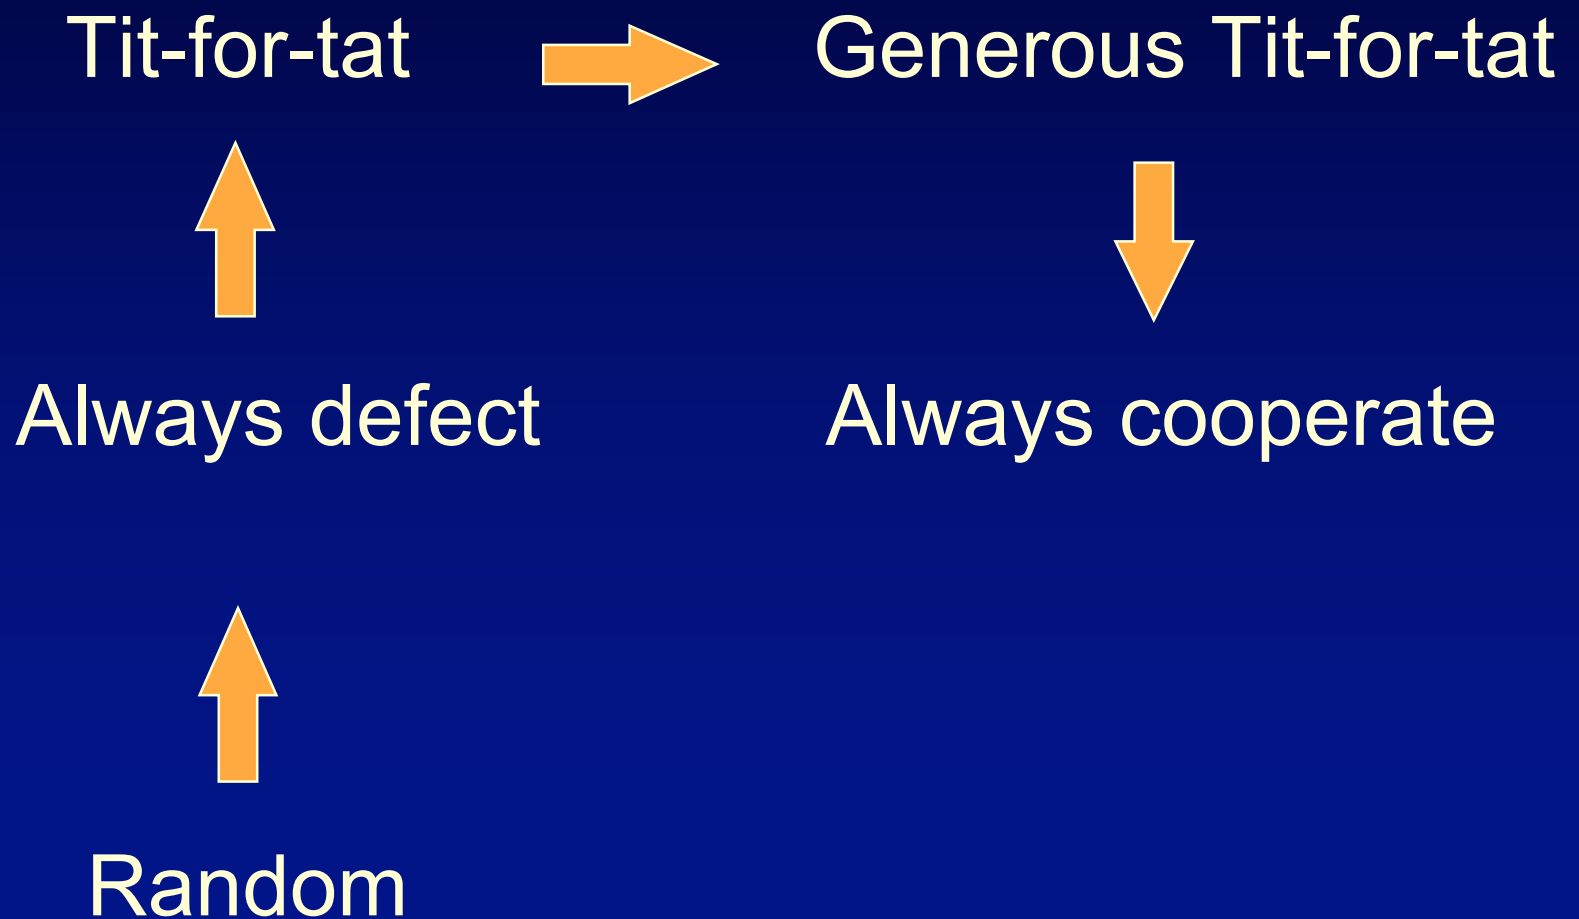 Tit-for-tat
Generous Tit-for-tat
Always defect
Always cooperate
Random